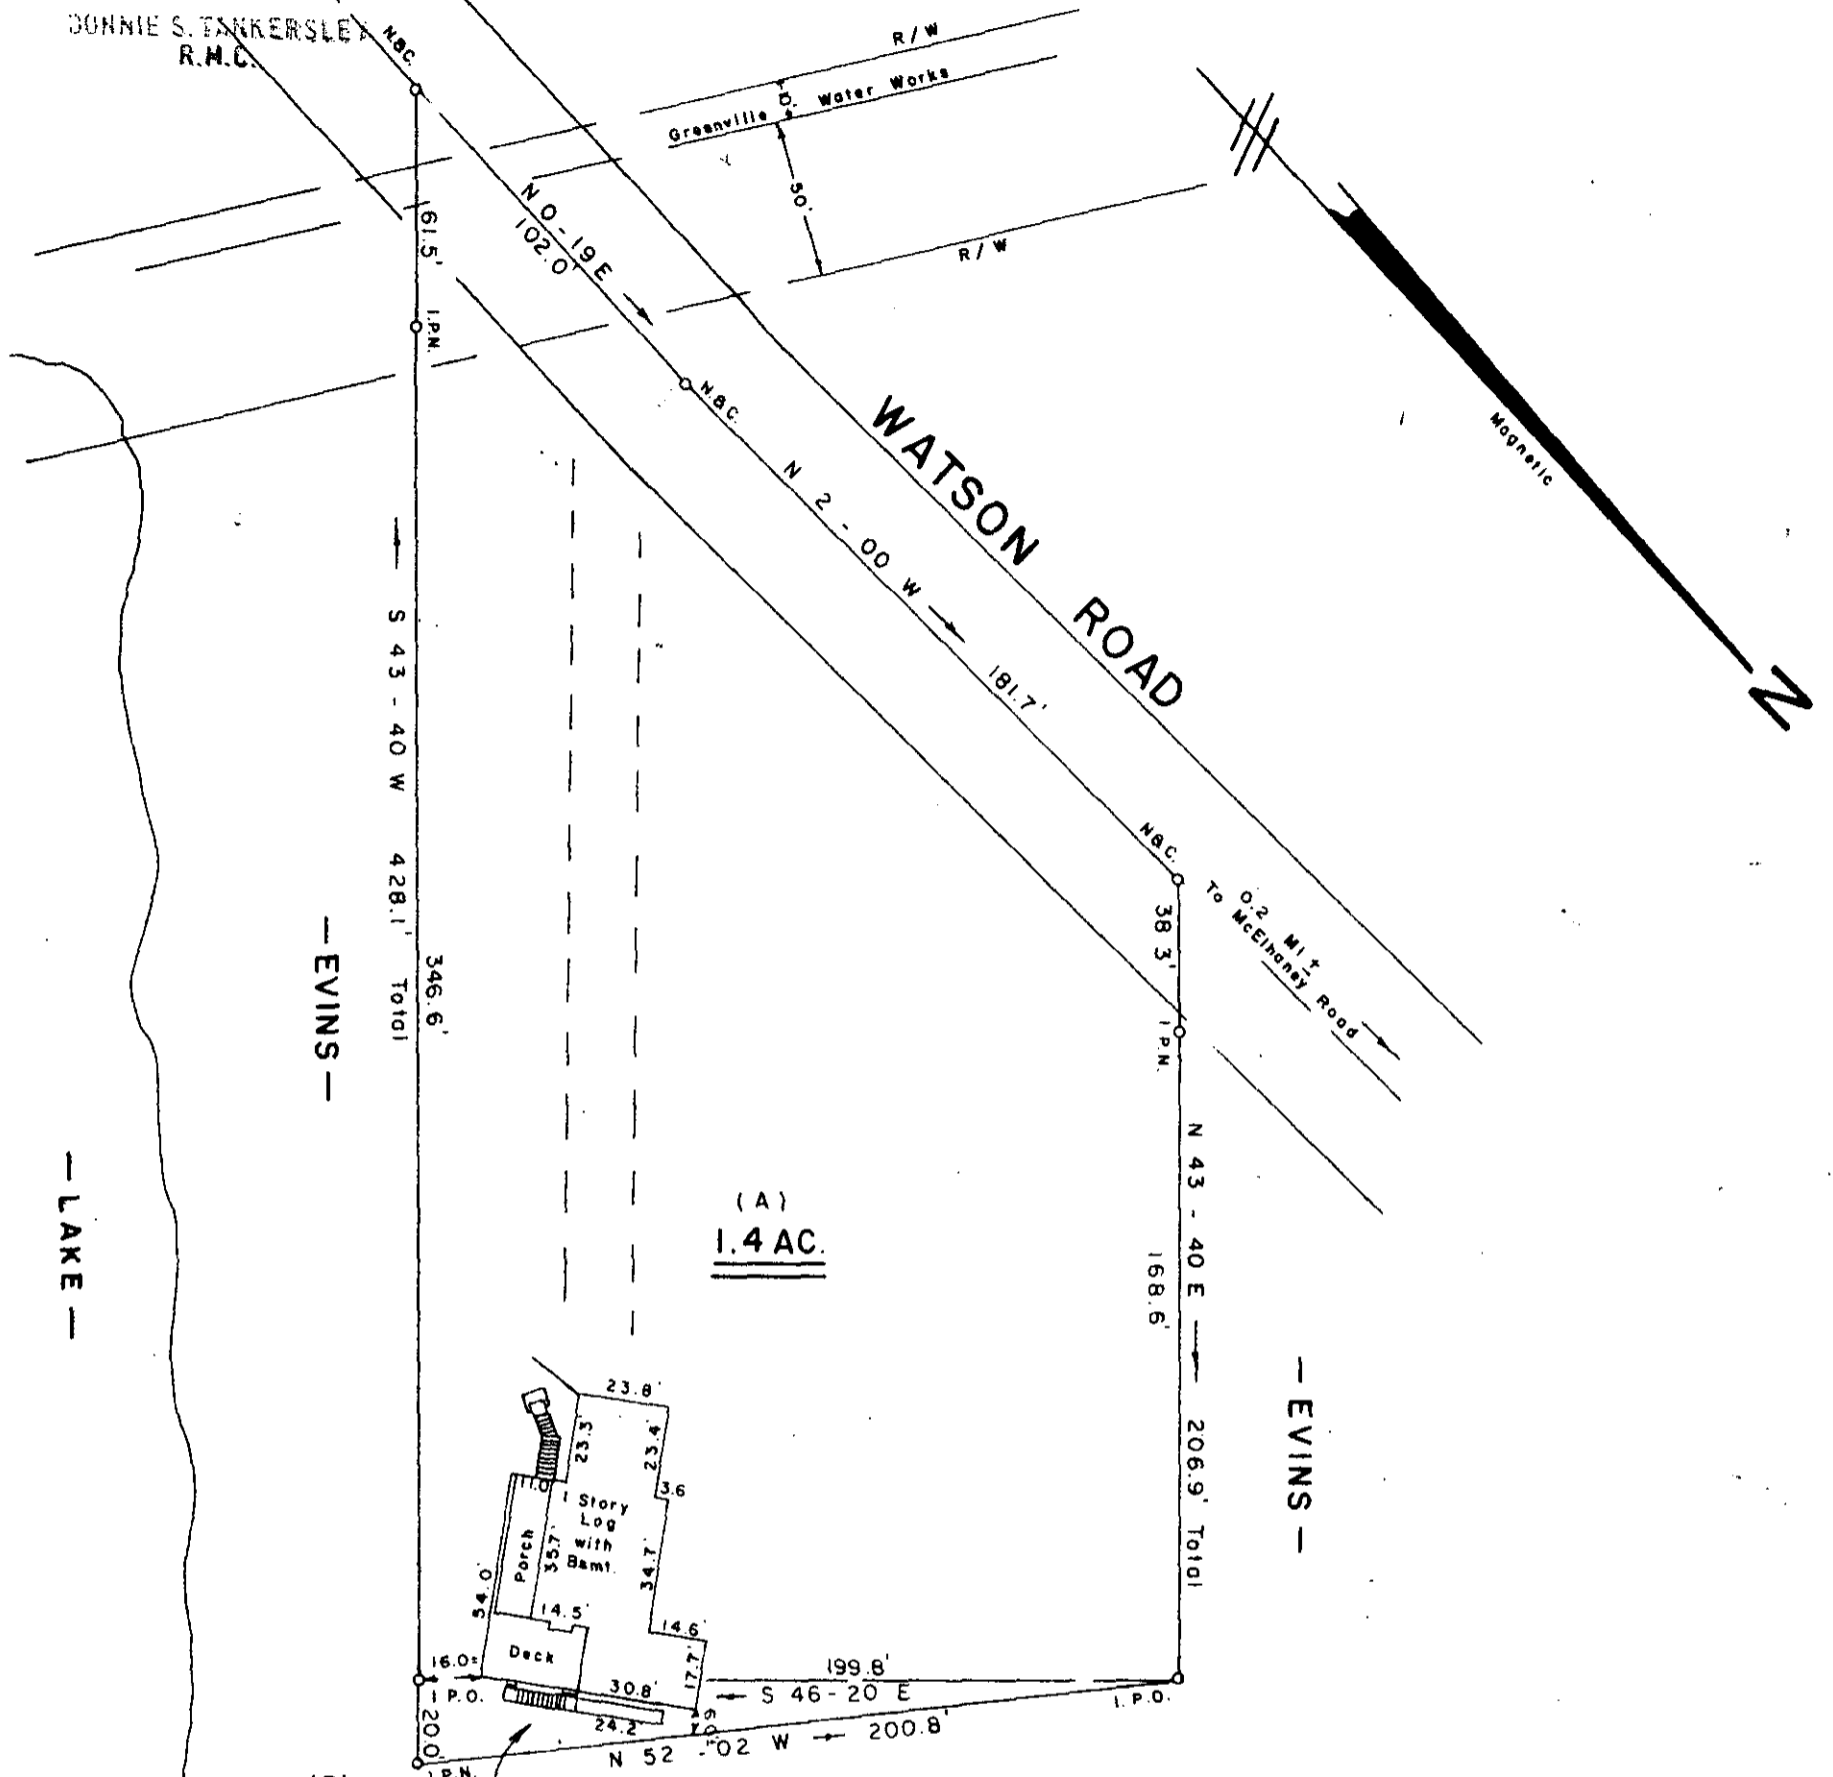 DONNIE S. TANKERSLEY
R.M.C.
N&C.
R/W
Greenville Water Works
10'
50'
R/W
61.5'
I.P.N.
N 0-19 E
102.0'
N.&C.
WATSON ROAD
Magnetic
N
N 2-00 W
181.7'
N&C.
0.2 Mi ±
To McElhaney Road
38 3'
I P.N.
S 43-40 W 428.1' Total
346.6'
-EVINS-
-LAKE-
(A)
1.4 AC.
N 43-40 E 206.9' Total
168.6'
-EVINS-
23.8'
23.3'
23.4'
3.6
11.0
1 Story
Log
with
Bsmt.
Porch
35.7'
34.7'
54.0'
14.5'
14.6'
Deck
17.7'
16.0±
I P.O.
30.8'
24.2'
199.8'
S 46-20 E
I. P.O.
20.0'
N 52-02 W 200.8'
I P.N.